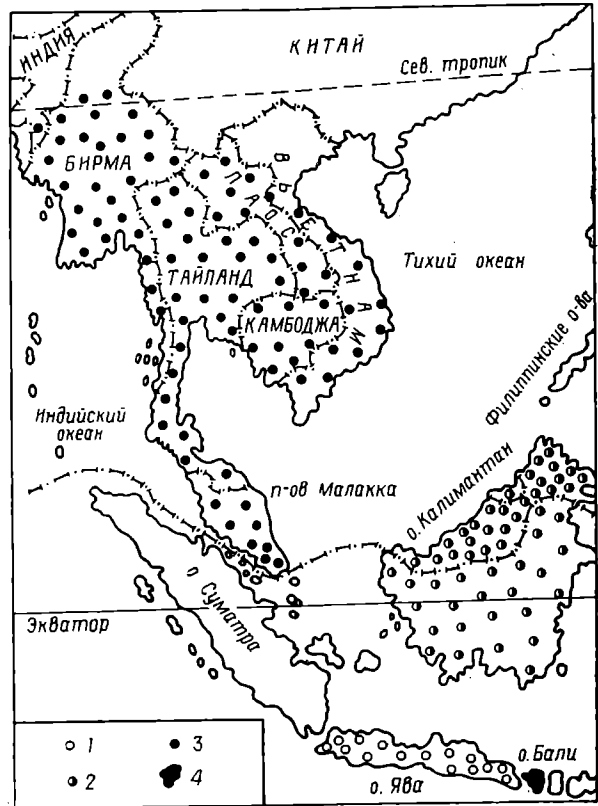 ИНДИЯ
КИТАЙ
Сев. тропик
БИРМА
ВЬЕТНАМ
ЛАОС
ТАЙЛАНД
Тихий океан
КАМБОДЖА
Филиппинские о-ва
Индийский
океан
п-ов Малакка
о. Калимантан
о. Суматра
Экватор
1
3
2
4
о. Ява
о. Бали